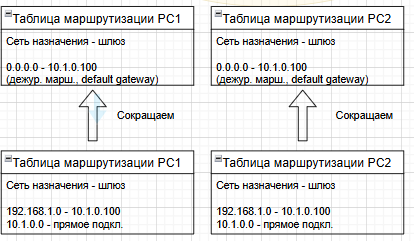 Таблица маршрутизации PC1
Сеть назначения - шлюз
0.0.0.0 - 10.1.0.100
(дежур. марш., default gateway)
Таблица маршрутизации PC2
Сеть назначения - шлюз
0.0.0.0 - 10.1.0.100
(дежур. марш., default gateway)
Сокращаем
Сокращаем
Таблица маршрутизации PC1
Сеть назначения - шлюз
192.168.1.0 - 10.1.0.100
10.1.0.0 - прямое подкл.
Таблица маршрутизации PC2
Сеть назначения - шлюз
192.168.1.0 - 10.1.0.100
10.1.0.0 - прямое подкл.